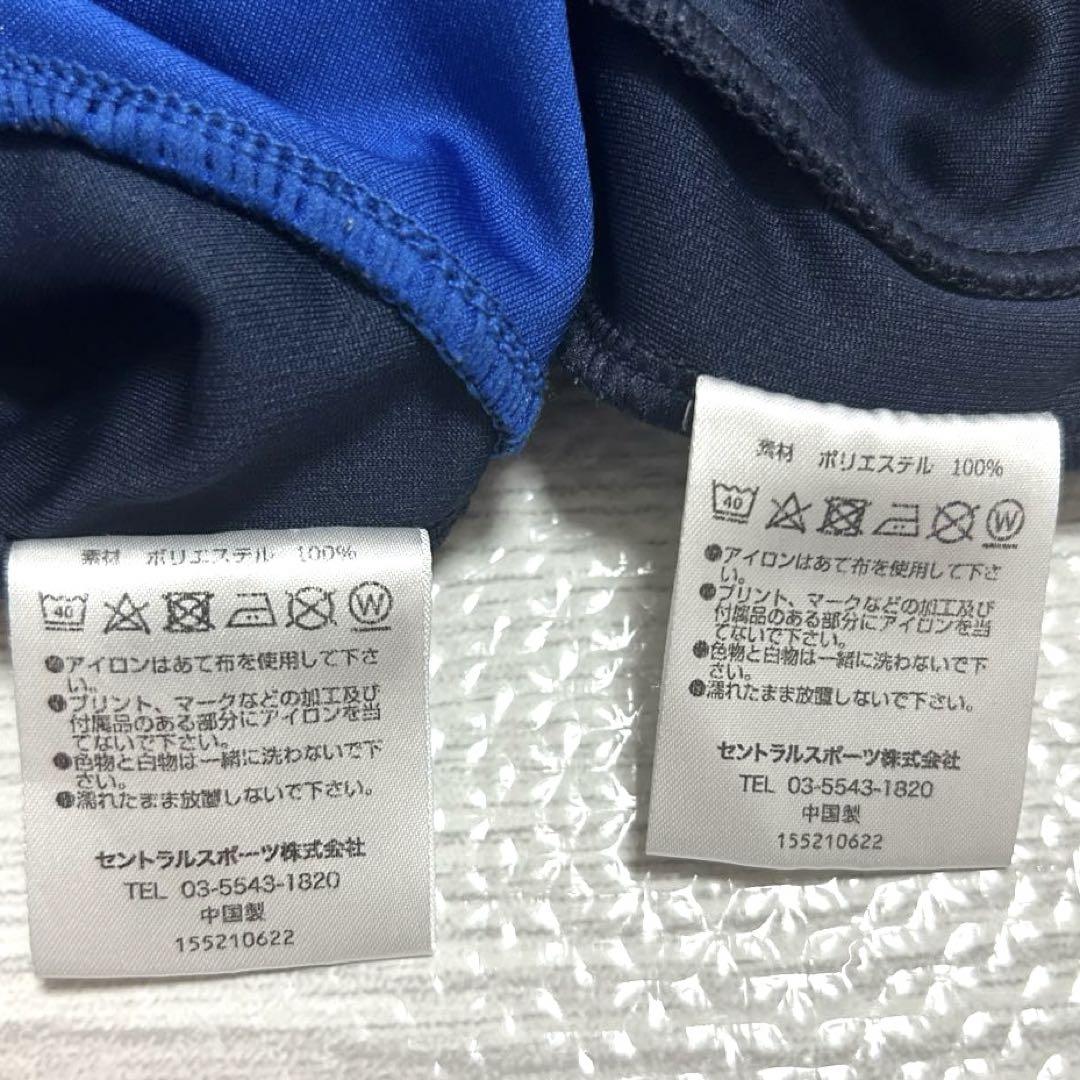 素材 ポリエステル 100%
40 W
アイロンはあて布を使用して下さ
い。
プリント、マークなどの加工及び
付属品のある部分にアイロンを当
てないで下さい。
色物と白物は一緒に洗わないで下
さい。
濡れたまま放置しないで下さい。
セントラルスポーツ株式会社
TEL 03-5543-1820
中国製
155210622
素材 ポリエステル 100%
40 W
アイロンはあて布を使用して下さ
い。
プリント、マークなどの加工及び
付属品のある部分にアイロンを当
てないで下さい。
色物と白物は一緒に洗わないで下
さい。
濡れたまま放置しないで下さい。
セントラルスポーツ株式会社
TEL 03-5543-1820
中国製
155210622